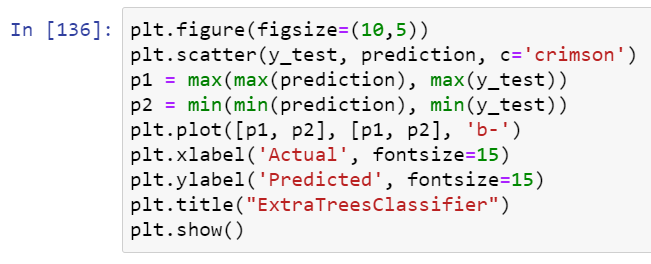 In [136]: plt.figure(figsize=(10,5))
plt.scatter(y_test, prediction, c='crimson')
p1 = max(max(prediction), max(y_test))
p2 = min(min(prediction), min(y_test))
plt.plot([p1, p2], [p1, p2], 'b-')
plt.xlabel('Actual', fontsize=15)
plt.ylabel('Predicted', fontsize=15)
plt.title("ExtraTreesClassifier")
plt.show()